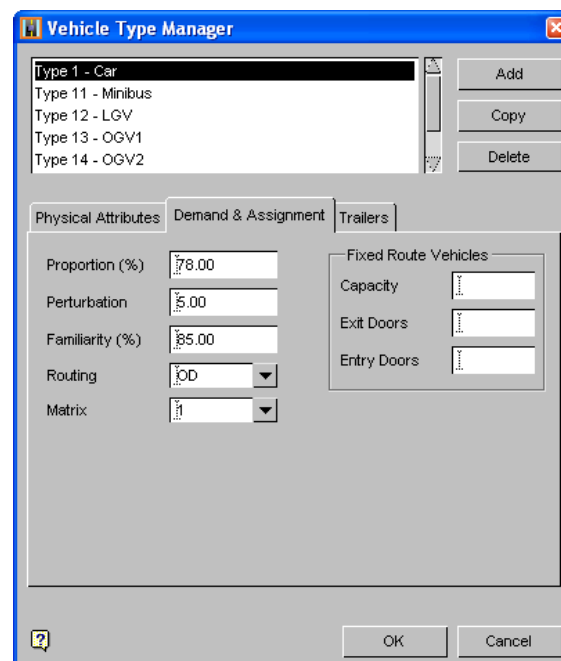 Vehicle Type Manager
Type 1 - Car
Type 11 - Minibus
Type 12 - LGV
Type 13 - OGV1
Type 14 - OGV2
Add
Copy
Delete
Physical Attributes Demand & Assignment Trailers
Proportion (%) 78.00
Perturbation 5.00
Familiarity (%) 85.00
Routing OD
Matrix 1
Fixed Route Vehicles
Capacity
Exit Doors
Entry Doors
? OK Cancel